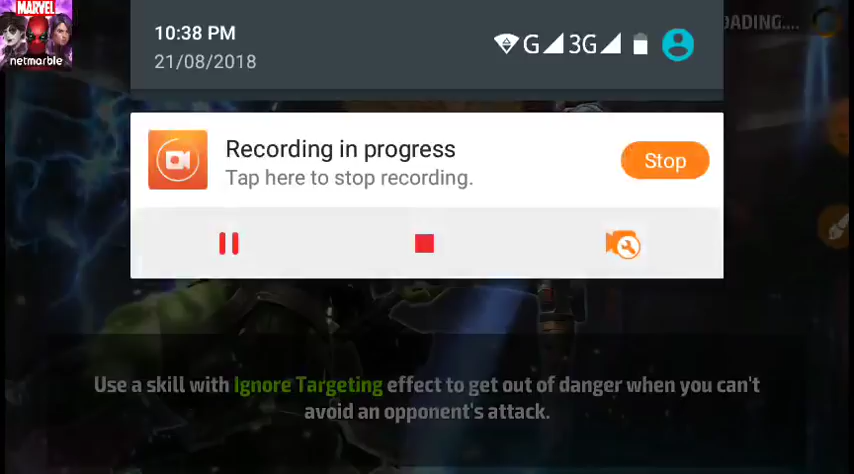 MARVEL
netmarble
10:38 PM
21/08/2018
G
3G
OADING....
Recording in progress
Tap here to stop recording.
Stop
Use a skill with Ignore Targeting effect to get out of danger when you can't
avoid an opponent's attack.